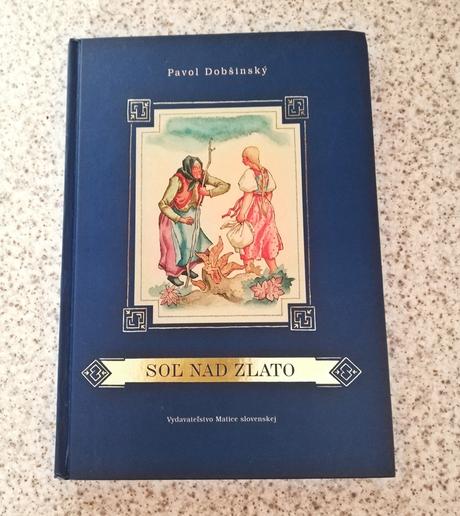 Pavol Dobšinský
SOĽ NAD ZLATO
Vydavateľstvo Matice slovenskej